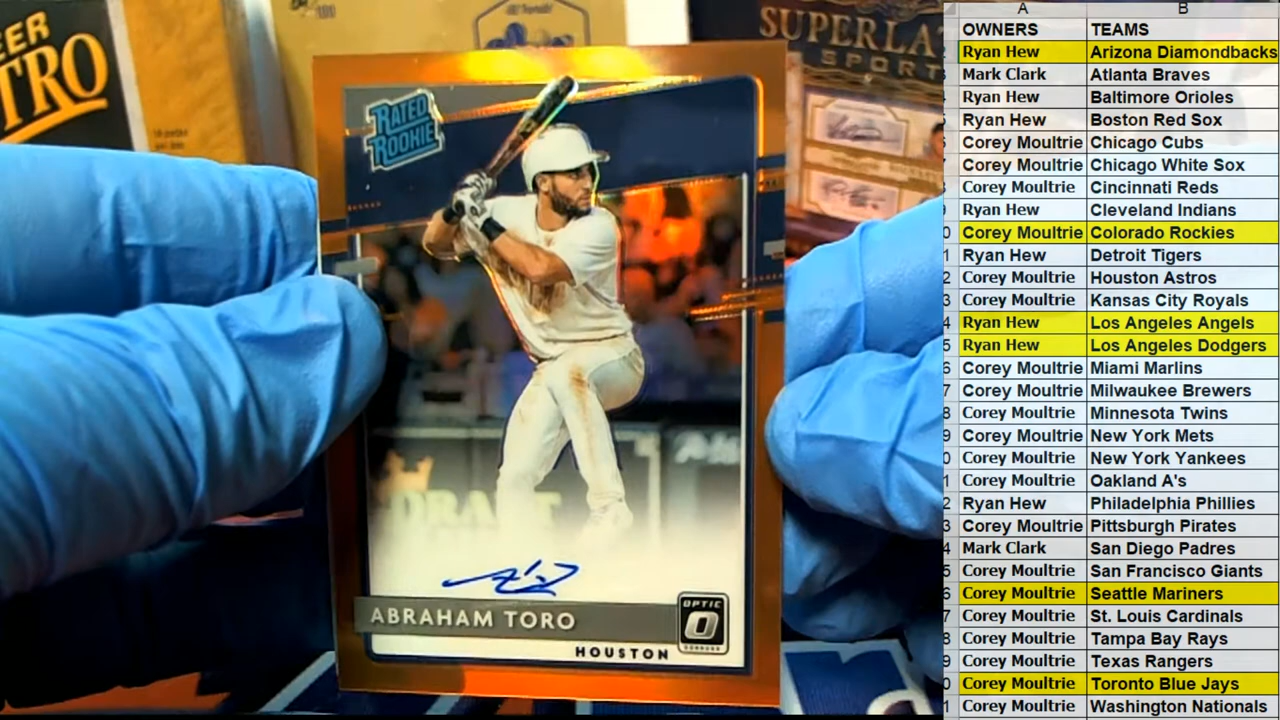 EER
TRO
SUPERLA
SPORT
RATED
ROOKIE
DRAFT
ABRAHAM TORO
OPTIC
HOUSTON
A B
OWNERS TEAMS
Ryan Hew Arizona Diamondbacks
Mark Clark Atlanta Braves
Ryan Hew Baltimore Orioles
Ryan Hew Boston Red Sox
Corey Moultrie Chicago Cubs
Corey Moultrie Chicago White Sox
Corey Moultrie Cincinnati Reds
Ryan Hew Cleveland Indians
Corey Moultrie Colorado Rockies
Ryan Hew Detroit Tigers
Corey Moultrie Houston Astros
Corey Moultrie Kansas City Royals
Ryan Hew Los Angeles Angels
Ryan Hew Los Angeles Dodgers
Corey Moultrie Miami Marlins
Corey Moultrie Milwaukee Brewers
Corey Moultrie Minnesota Twins
Corey Moultrie New York Mets
Corey Moultrie New York Yankees
Corey Moultrie Oakland A's
Ryan Hew Philadelphia Phillies
Corey Moultrie Pittsburgh Pirates
Mark Clark San Diego Padres
Corey Moultrie San Francisco Giants
Corey Moultrie Seattle Mariners
Corey Moultrie St. Louis Cardinals
Corey Moultrie Tampa Bay Rays
Corey Moultrie Texas Rangers
Corey Moultrie Toronto Blue Jays
Corey Moultrie Washington Nationals